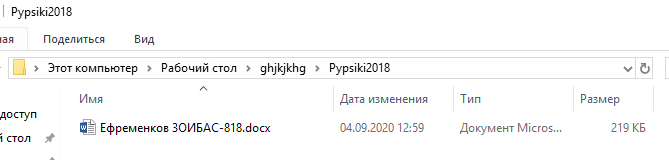 Pypsiki2018
ная Поделиться Вид
Этот компьютер Рабочий стол ghjkjkhg Pypsiki2018
Имя Дата изменения Тип Размер
доступ Ефременков ЗОИБАС-818.docx 04.09.2020 12:59 Документ Micros... 219 КБ
й стол